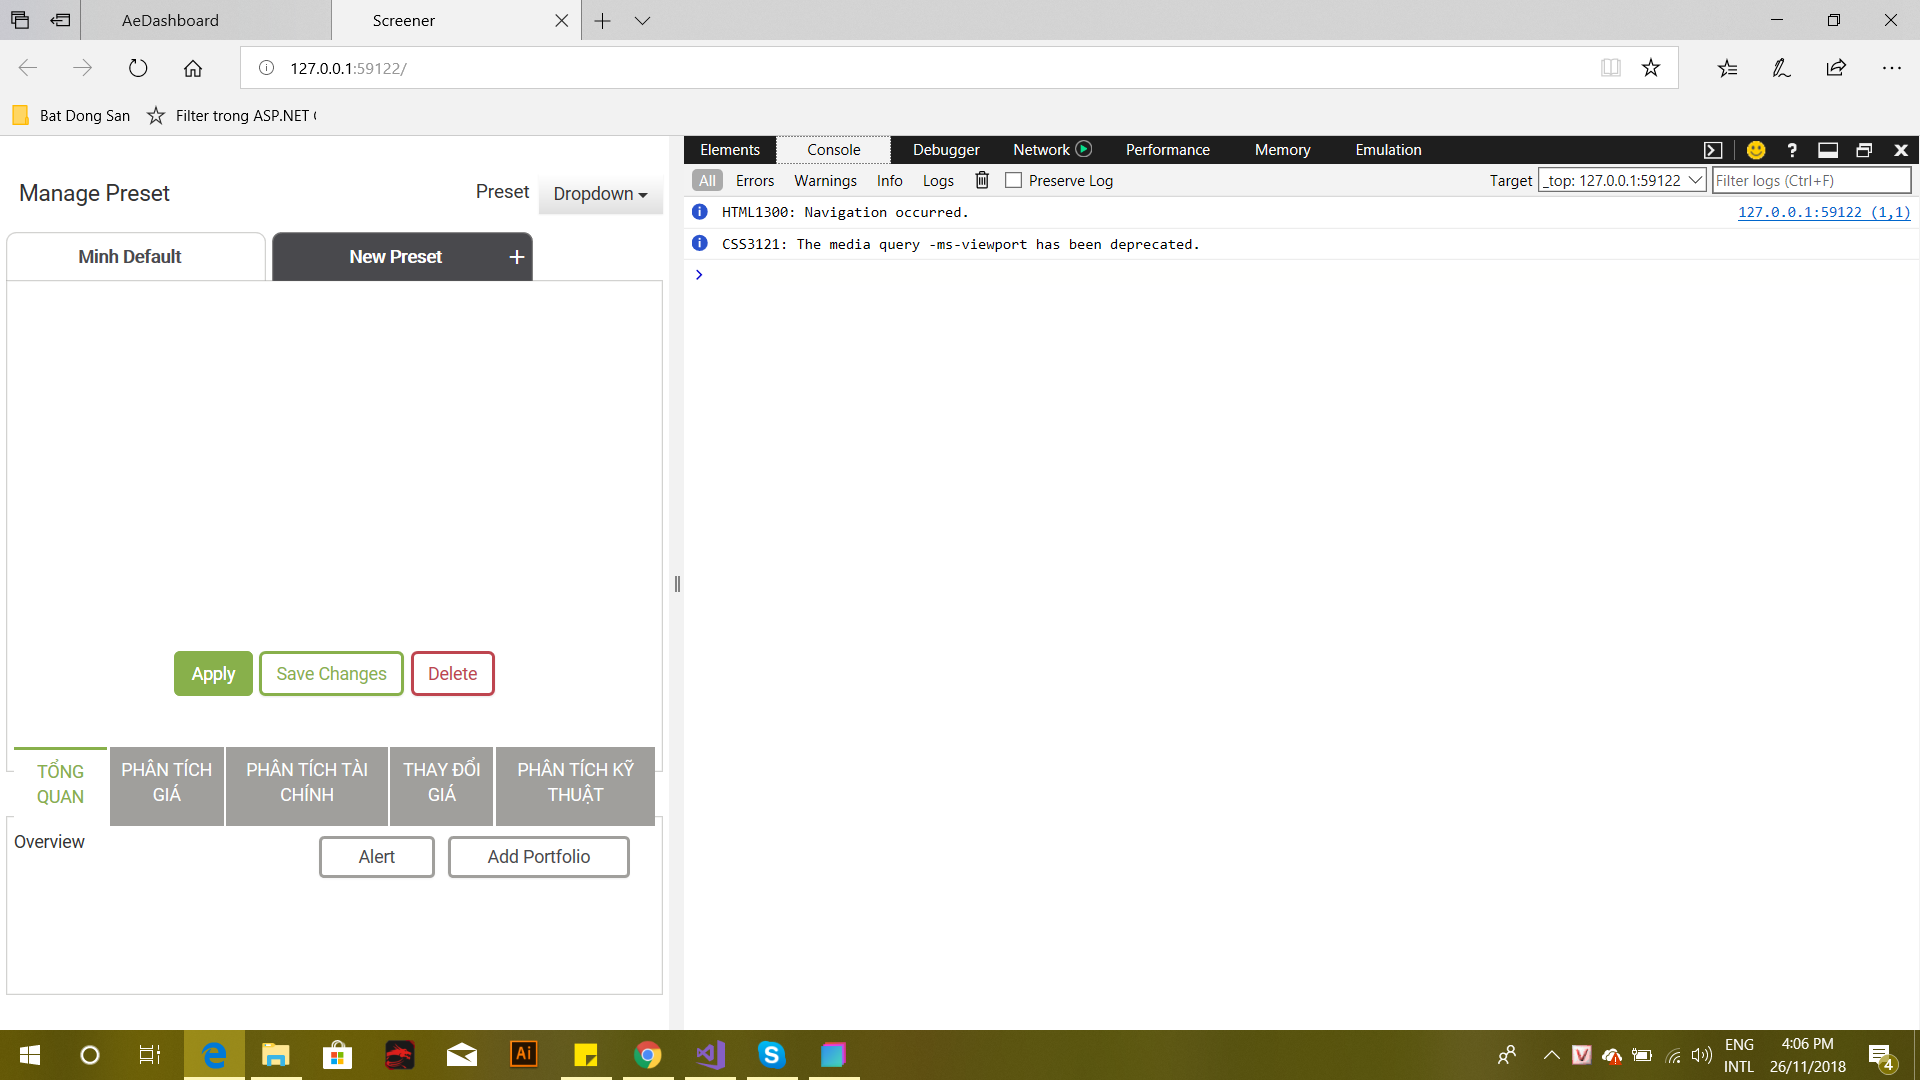 AeDashboard
Screener
127.0.0.1:59122/
Bat Dong San
Filter trong ASP.NET
Elements
Console
Debugger
Network
Performance
Memory
Emulation
All
Errors
Warnings
Info
Logs
Preserve Log
Target
_top: 127.0.0.1:59122
Filter logs (Ctrl+F)
HTML1300: Navigation occurred.
127.0.0.1:59122 (1,1)
CSS3121: The media query -ms-viewport has been deprecated.
Manage Preset
Preset
Dropdown
Minh Default
New Preset
+
Apply
Save Changes
Delete
TỔNG
QUAN
PHÂN TÍCH
GIÁ
PHÂN TÍCH TÀI
CHÍNH
THAY ĐỔI
GIÁ
PHÂN TÍCH KỸ
THUẬT
Overview
Alert
Add Portfolio
Ai
ENG
INTL
4:06 PM
26/11/2018
4